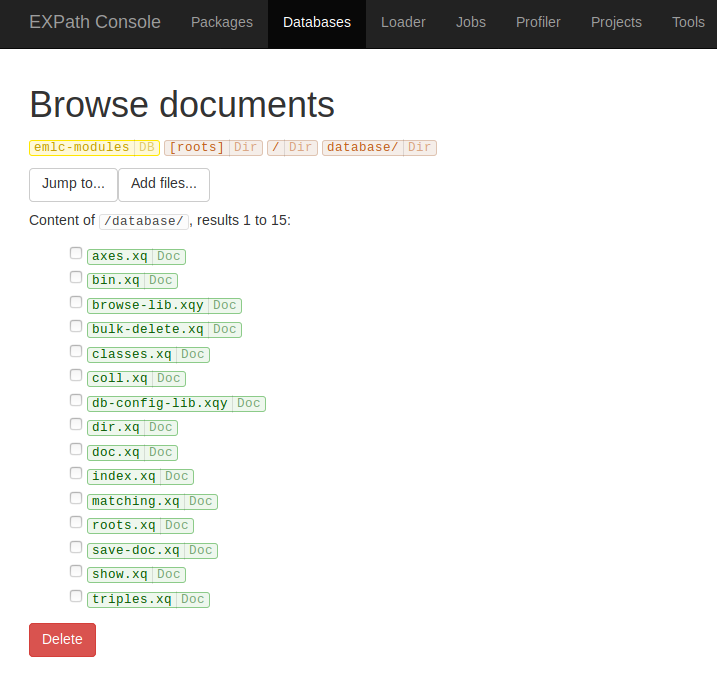 EXPath Console Packages Databases Loader Jobs Profiler Projects Tools
Browse documents
emlc-modules DB [roots] Dir / Dir database/ Dir
Jump to... Add files...
Content of /database/, results 1 to 15:
axes.xq Doc
bin.xq Doc
browse-lib.xqy Doc
bulk-delete.xq Doc
classes.xq Doc
coll.xq Doc
db-config-lib.xqy Doc
dir.xq Doc
doc.xq Doc
index.xq Doc
matching.xq Doc
roots.xq Doc
save-doc.xq Doc
show.xq Doc
triples.xq Doc
Delete